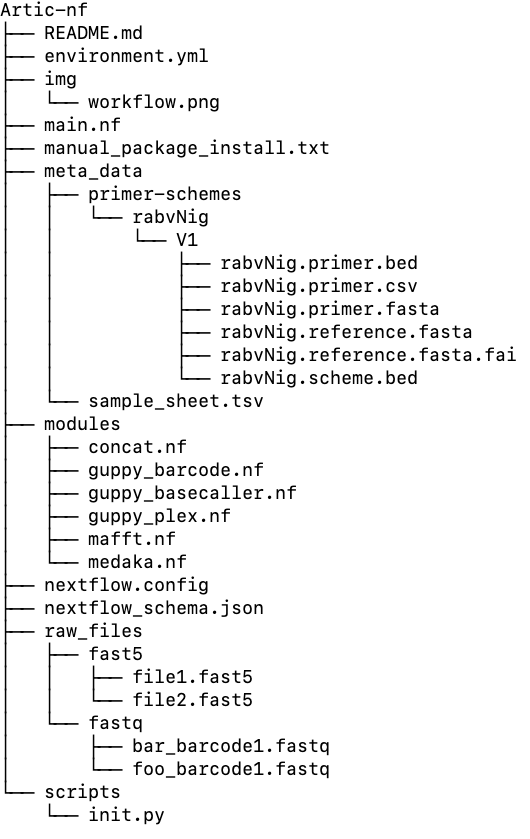 Artic-nf
├── README.md
├── environment.yml
├── img
│   └── workflow.png
├── main.nf
├── manual_package_install.txt
├── meta_data
│   ├── primer-schemes
│   │   └── rabvNig
│   │       └── V1
│   │           ├── rabvNig.primer.bed
│   │           ├── rabvNig.primer.csv
│   │           ├── rabvNig.primer.fasta
│   │           ├── rabvNig.reference.fasta
│   │           ├── rabvNig.reference.fasta.fai
│   │           └── rabvNig.scheme.bed
│   └── sample_sheet.tsv
├── modules
│   ├── concat.nf
│   ├── guppy_barcode.nf
│   ├── guppy_basecaller.nf
│   ├── guppy_plex.nf
│   ├── mafft.nf
│   └── medaka.nf
├── nextflow.config
├── nextflow_schema.json
├── raw_files
│   ├── fast5
│   │   ├── file1.fast5
│   │   └── file2.fast5
│   └── fastq
│       ├── bar_barcode1.fastq
│       └── foo_barcode1.fastq
└── scripts
    └── init.py